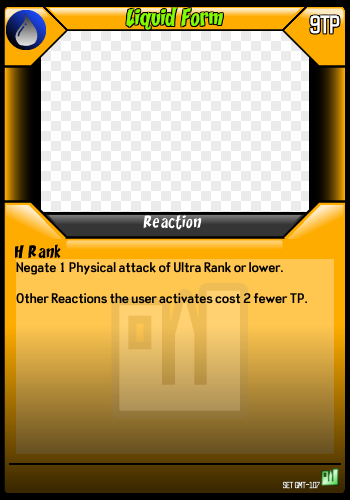 Liquid Form
9TP
Reaction
H Rank
Negate 1 Physical attack of Ultra Rank or lower.
Other Reactions the user activates cost 2 fewer TP.
SET GMT-107